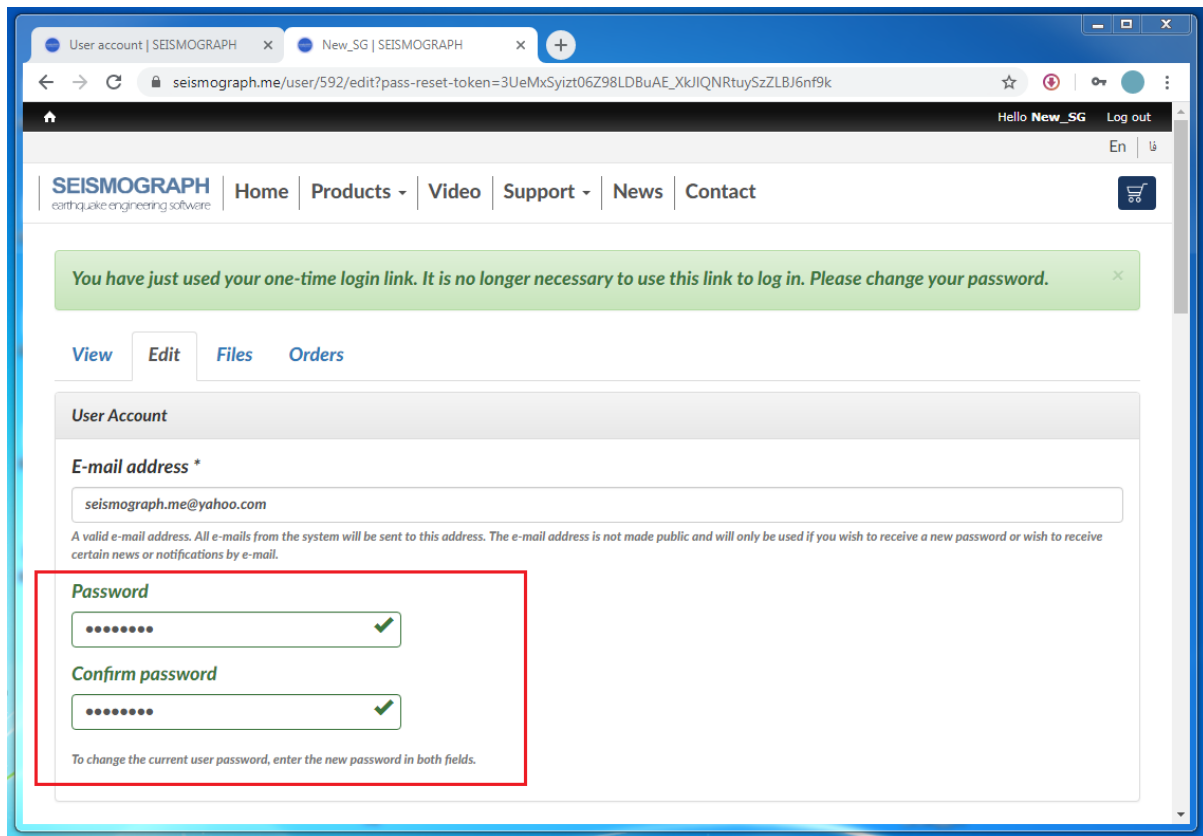 User account | SEISMOGRAPH
New_SG | SEISMOGRAPH
seismograph.me/user/592/edit?pass-reset-token=3UeMxSyizt06Z98LDBuAE_XkJlQNRtuySzZLBJ6nf9k
Hello New_SG Log out
En فا
SEISMOGRAPH
earthquake engineering software
Home Products Video Support News Contact
You have just used your one-time login link. It is no longer necessary to use this link to log in. Please change your password.
View Edit Files Orders
User Account
E-mail address *
seismograph.me@yahoo.com
A valid e-mail address. All e-mails from the system will be sent to this address. The e-mail address is not made public and will only be used if you wish to receive a new password or wish to receive
certain news or notifications by e-mail.
Password
••••••••
Confirm password
••••••••
To change the current user password, enter the new password in both fields.